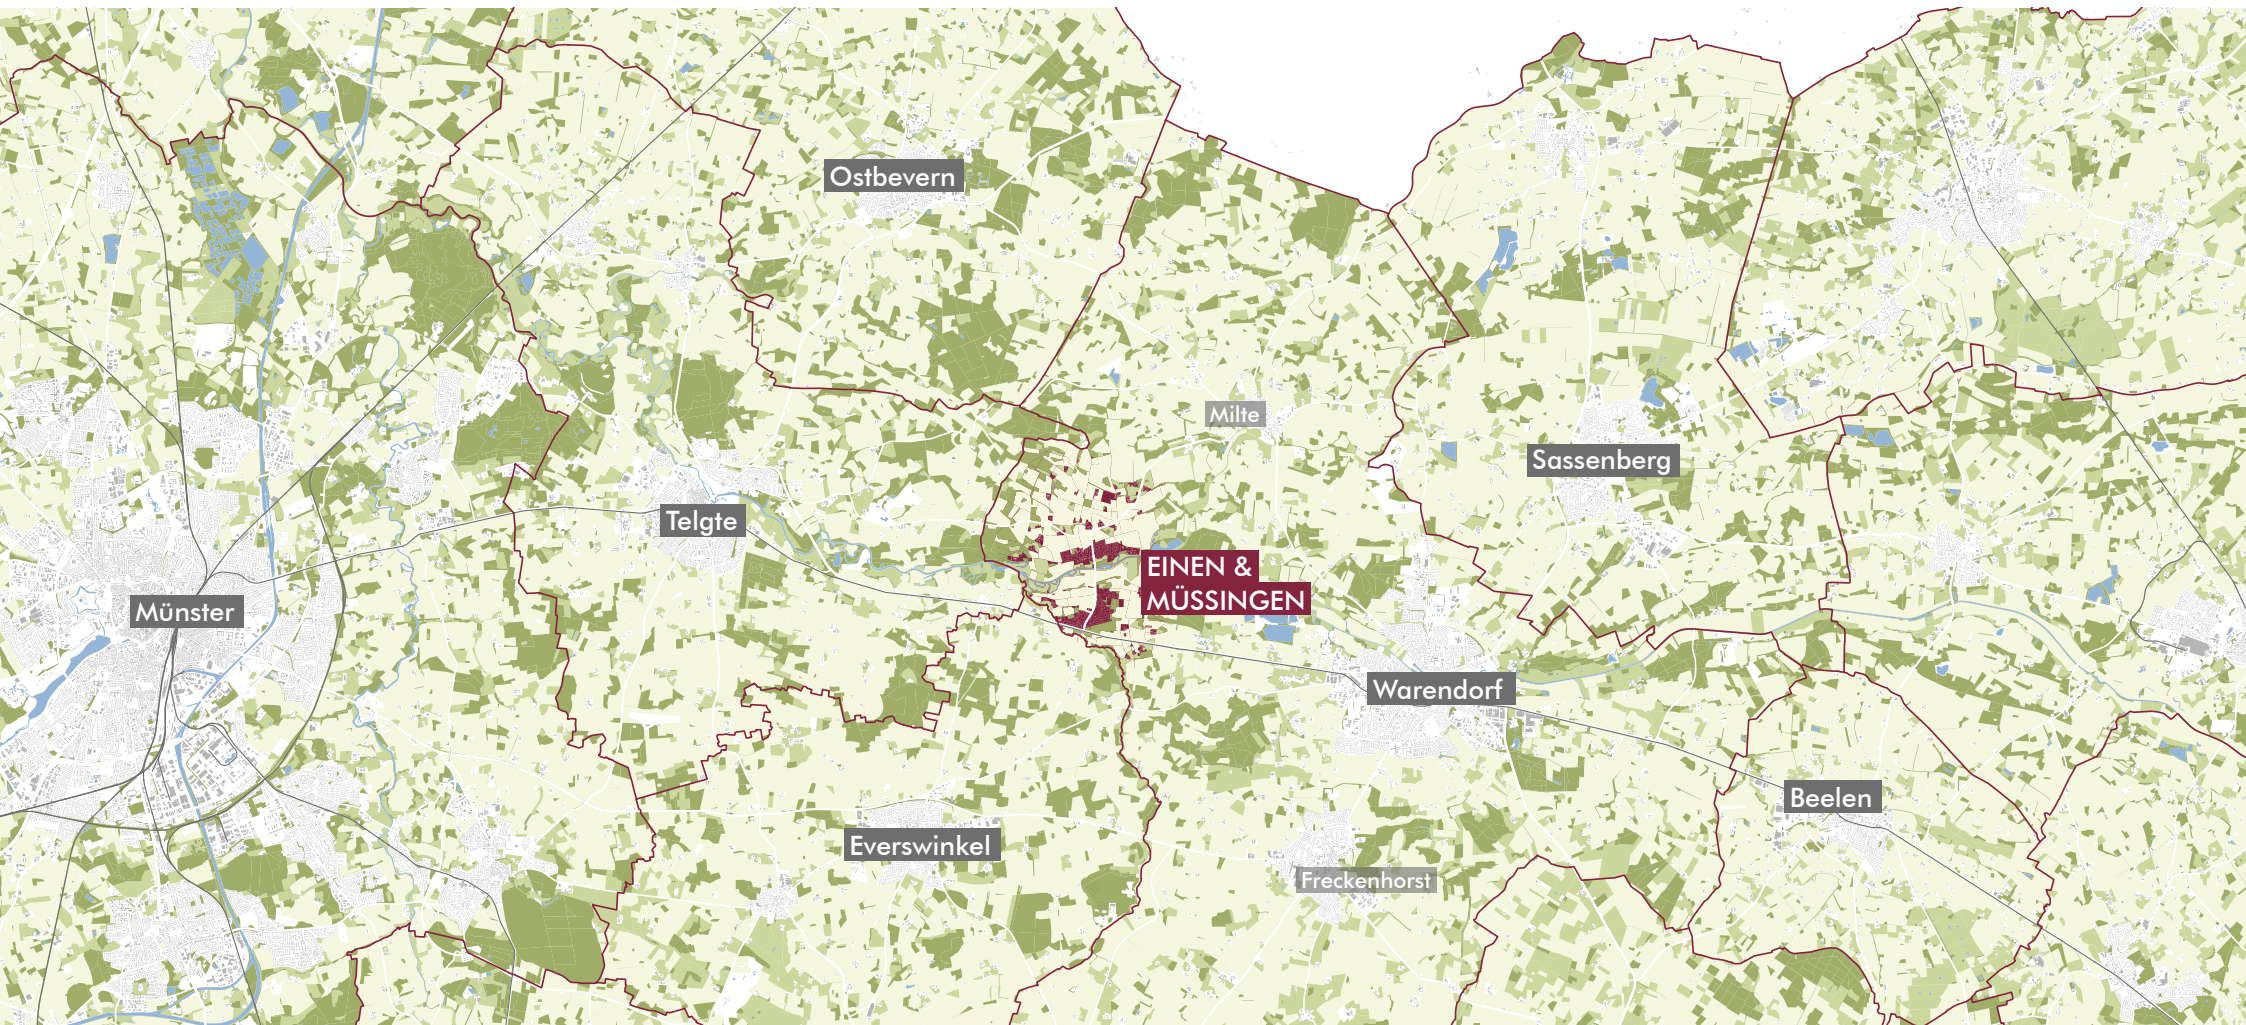 Ostbevern
Milte
Sassenberg
Telgte
EINEN &
MÜSSINGEN
Münster
Warendorf
Beelen
Everswinkel
Freckenhorst